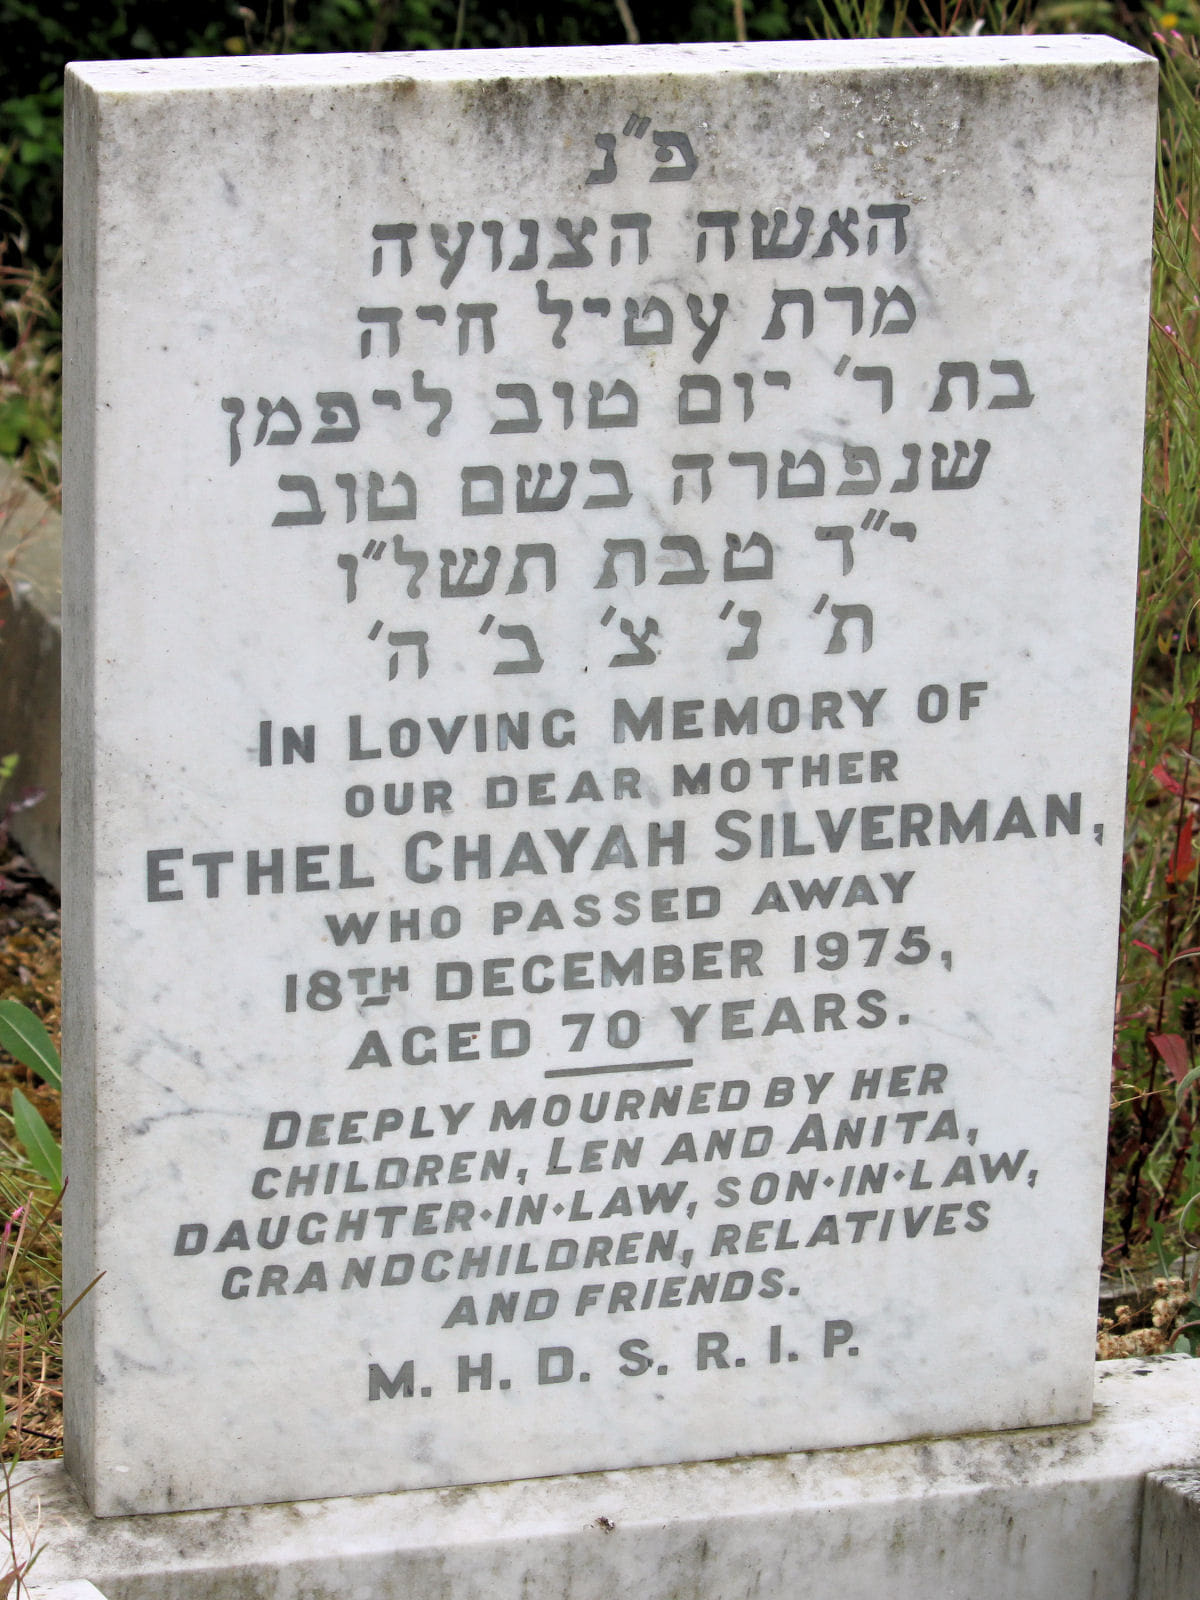 פ״נ
האשה הצנועה
מרת עטיל חיה
בת ר׳ יום טוב ליפמן
שנפטרה בשם טוב
י״ד טבת תשל״ו
ת׳ נ׳ צ׳ ב׳ ה׳
IN LOVING MEMORY OF
OUR DEAR MOTHER
ETHEL CHAYAH SILVERMAN,
WHO PASSED AWAY
18TH DECEMBER 1975,
AGED 70 YEARS.
DEEPLY MOURNED BY HER
CHILDREN, LEN AND ANITA,
DAUGHTER·IN·LAW, SON·IN·LAW,
GRANDCHILDREN, RELATIVES
AND FRIENDS.
M. H. D. S. R. I. P.